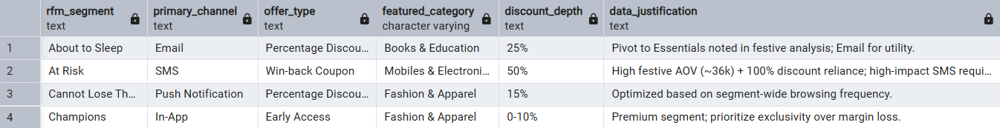 rfm_segment primary_channel offer_type featured_category discount_depth data_justification
text text text character varying text text
1 About to Sleep Email Percentage Discou... Books & Education 25% Pivot to Essentials noted in festive analysis; Email for utility.
2 At Risk SMS Win-back Coupon Mobiles & Electroni... 50% High festive AOV (~36k) + 100% discount reliance; high-impact SMS requi...
3 Cannot Lose Th... Push Notification Percentage Discou... Fashion & Apparel 15% Optimized based on segment-wide browsing frequency.
4 Champions In-App Early Access Fashion & Apparel 0-10% Premium segment; prioritize exclusivity over margin loss.